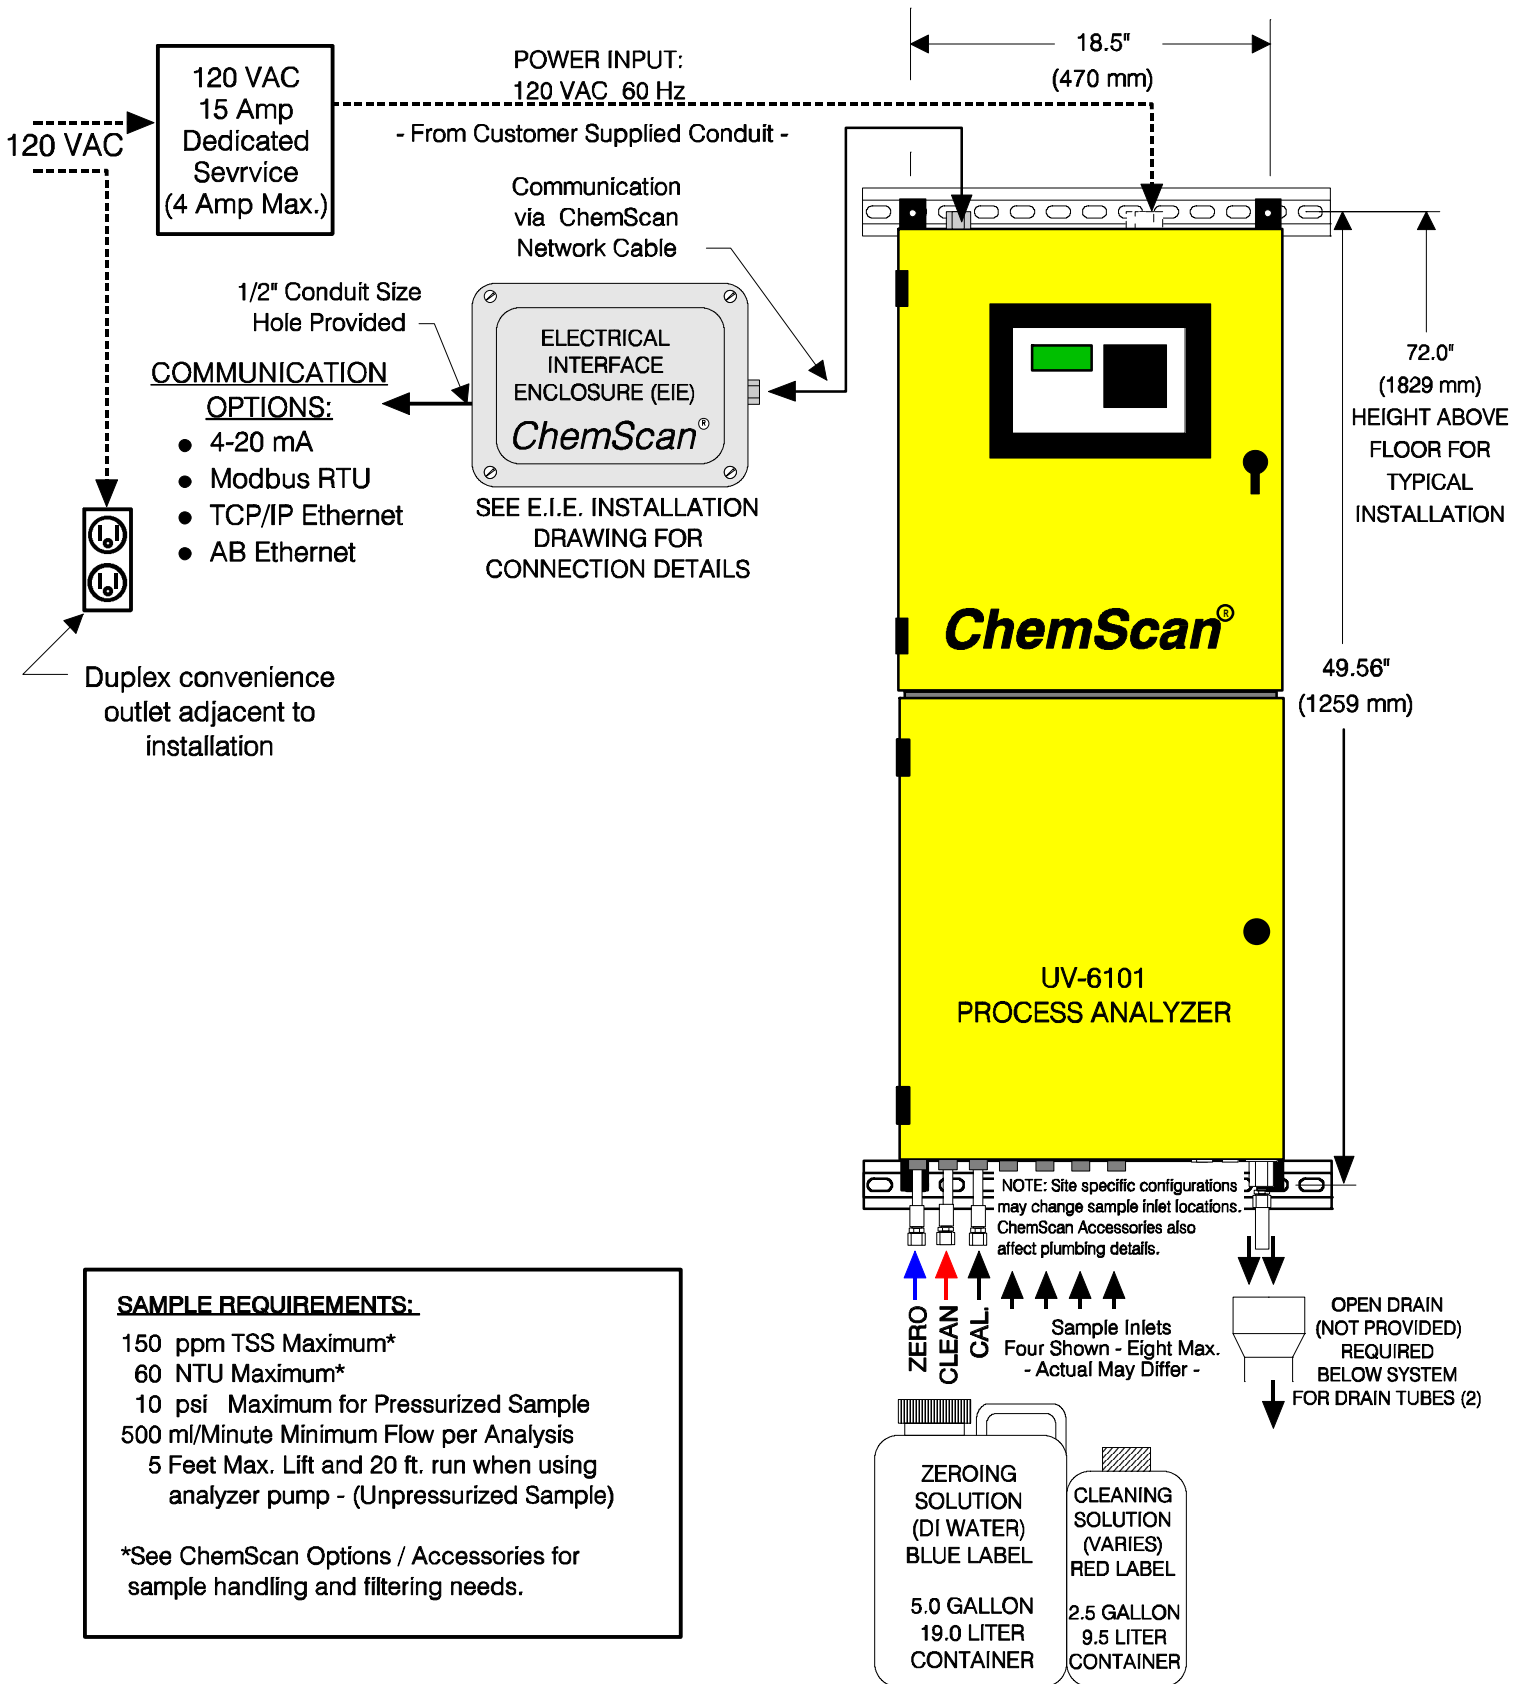 120 VAC
120 VAC
15 Amp
Dedicated
Sevrvice
(4 Amp Max.)
POWER INPUT:
120 VAC 60 Hz
- From Customer Supplied Conduit -
18.5"
(470 mm)
Communication
via ChemScan
Network Cable
1/2" Conduit Size
Hole Provided
COMMUNICATION
OPTIONS:
● 4-20 mA
● Modbus RTU
● TCP/IP Ethernet
● AB Ethernet
ELECTRICAL
INTERFACE
ENCLOSURE (EIE)
ChemScan®
SEE E.I.E. INSTALLATION
DRAWING FOR
CONNECTION DETAILS
72.0"
(1829 mm)
HEIGHT ABOVE
FLOOR FOR
TYPICAL
INSTALLATION
Duplex convenience
outlet adjacent to
installation
ChemScan®
49.56"
(1259 mm)
UV-6101
PROCESS ANALYZER
NOTE: Site specific configurations
may change sample inlet locations.
ChemScan Accessories also
affect plumbing details.
ZERO
CLEAN
CAL.
Sample Inlets
Four Shown - Eight Max.
- Actual May Differ -
OPEN DRAIN
(NOT PROVIDED)
REQUIRED
BELOW SYSTEM
FOR DRAIN TUBES (2)
SAMPLE REQUIREMENTS:
150 ppm TSS Maximum*
60 NTU Maximum*
10 psi Maximum for Pressurized Sample
500 ml/Minute Minimum Flow per Analysis
5 Feet Max. Lift and 20 ft. run when using
analyzer pump - (Unpressurized Sample)
*See ChemScan Options / Accessories for
sample handling and filtering needs.
ZEROING
SOLUTION
(DI WATER)
BLUE LABEL
5.0 GALLON
19.0 LITER
CONTAINER
CLEANING
SOLUTION
(VARIES)
RED LABEL
2.5 GALLON
9.5 LITER
CONTAINER